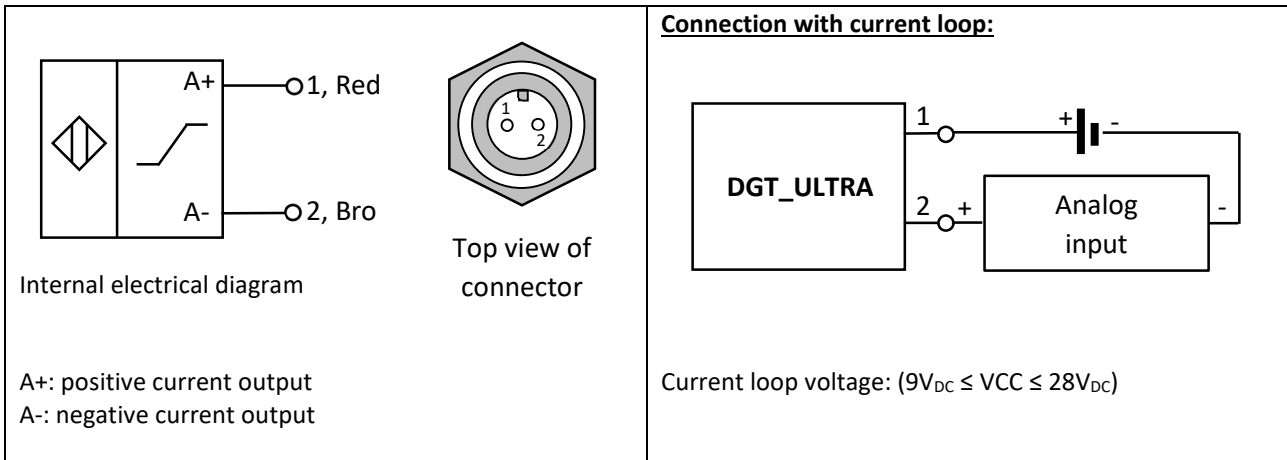 A+
1, Red
A-
2, Bro
Internal electrical diagram
1
2
Top view of
connector
A+: positive current output
A-: negative current output
Connection with current loop:
DGT_ULTRA
1
+
-
2
+
Analog
input
-
Current loop voltage: (9VDC ≤ VCC ≤ 28VDC)